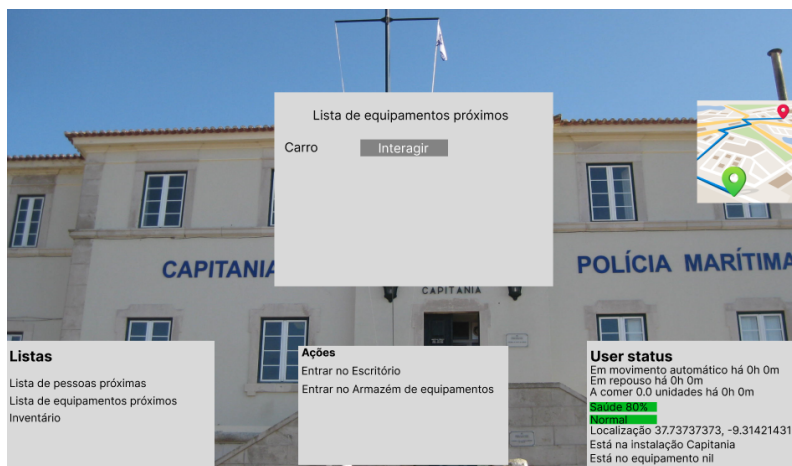 Lista de equipamentos próximos
Carro
Interagir
CAPITANIA
POLÍCIA MARÍTIMA
CAPITANIA
Listas
Lista de pessoas próximas
Lista de equipamentos próximos
Inventário
Ações
Entrar no Escritório
Entrar no Armazém de equipamentos
User status
Em movimento automático há 0h 0m
Em repouso há 0h 0m
A comer 0.0 unidades há 0h 0m
Saúde 80%
Normal
Localização 37.73737373, -9.31421431
Está na instalação Capitania
Está no equipamento nil